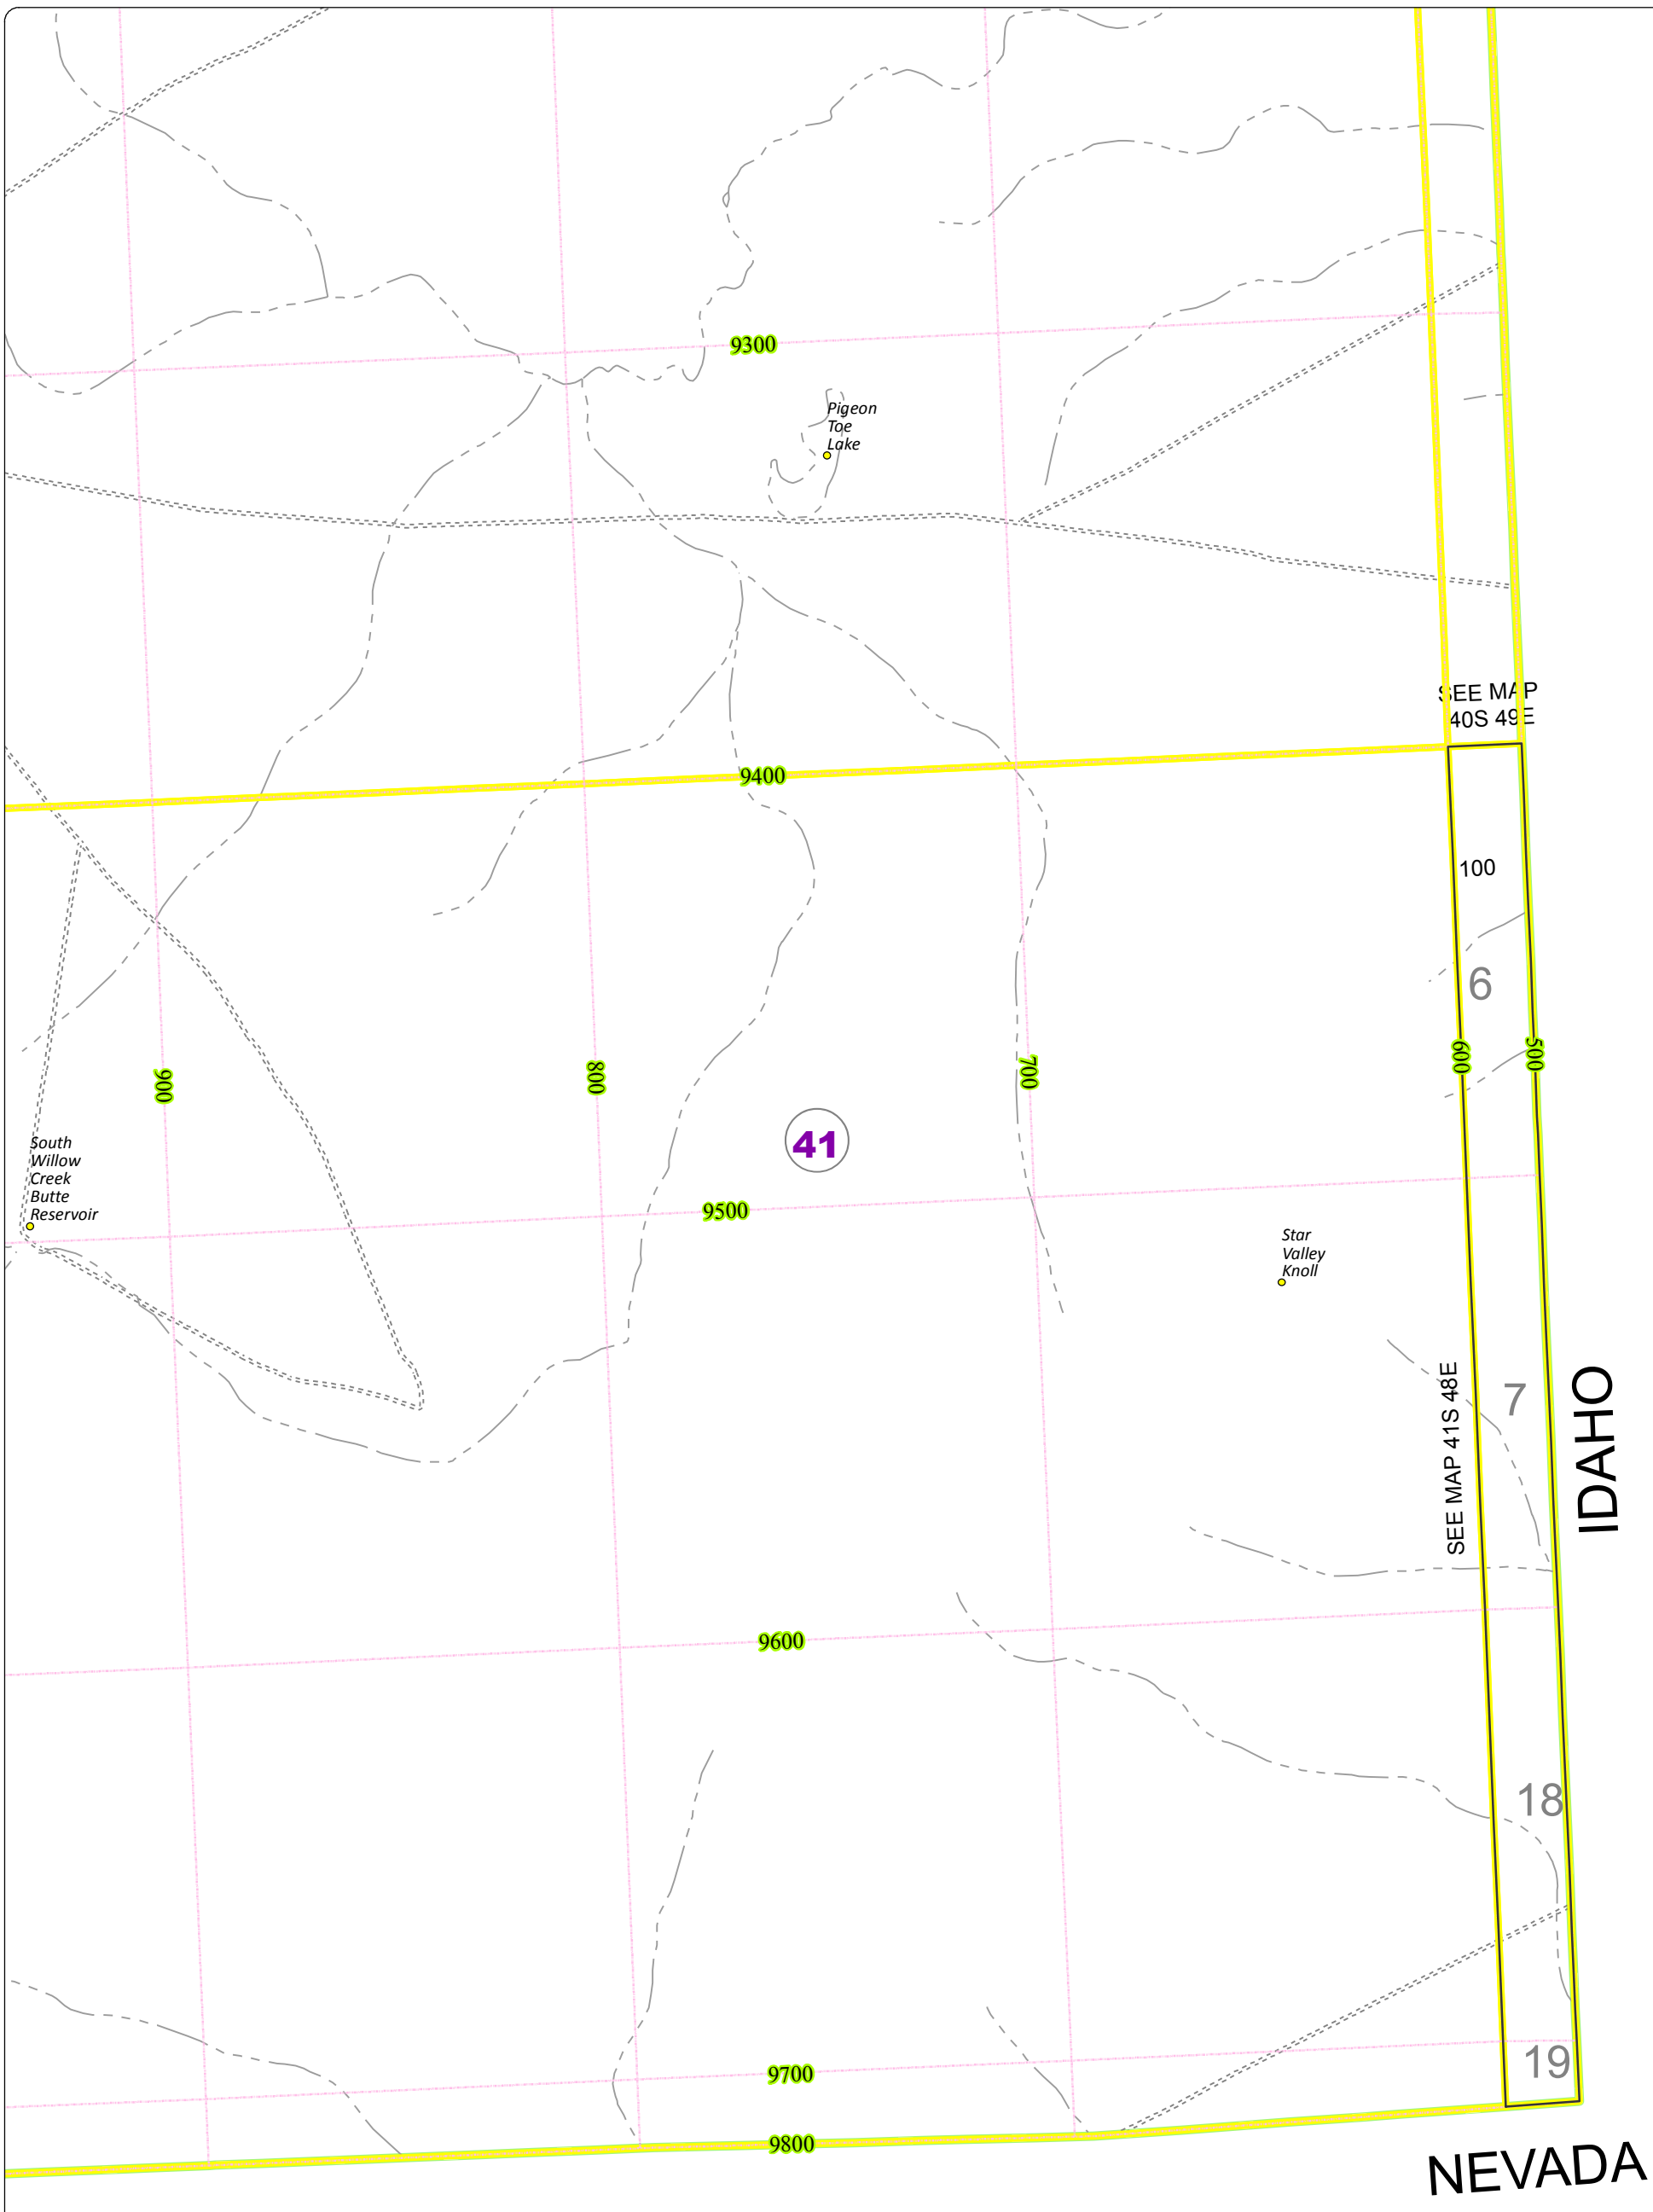 9300
Pigeon
Toe
Lake
SEE MAP
40S 49E
9400
100
6
900
800
700
600
500
41
South
Willow
Creek
Butte
Reservoir
9500
Star
Valley
Knoll
SEE MAP 41S 48E
7
IDAHO
9600
18
9700
19
9800
NEVADA